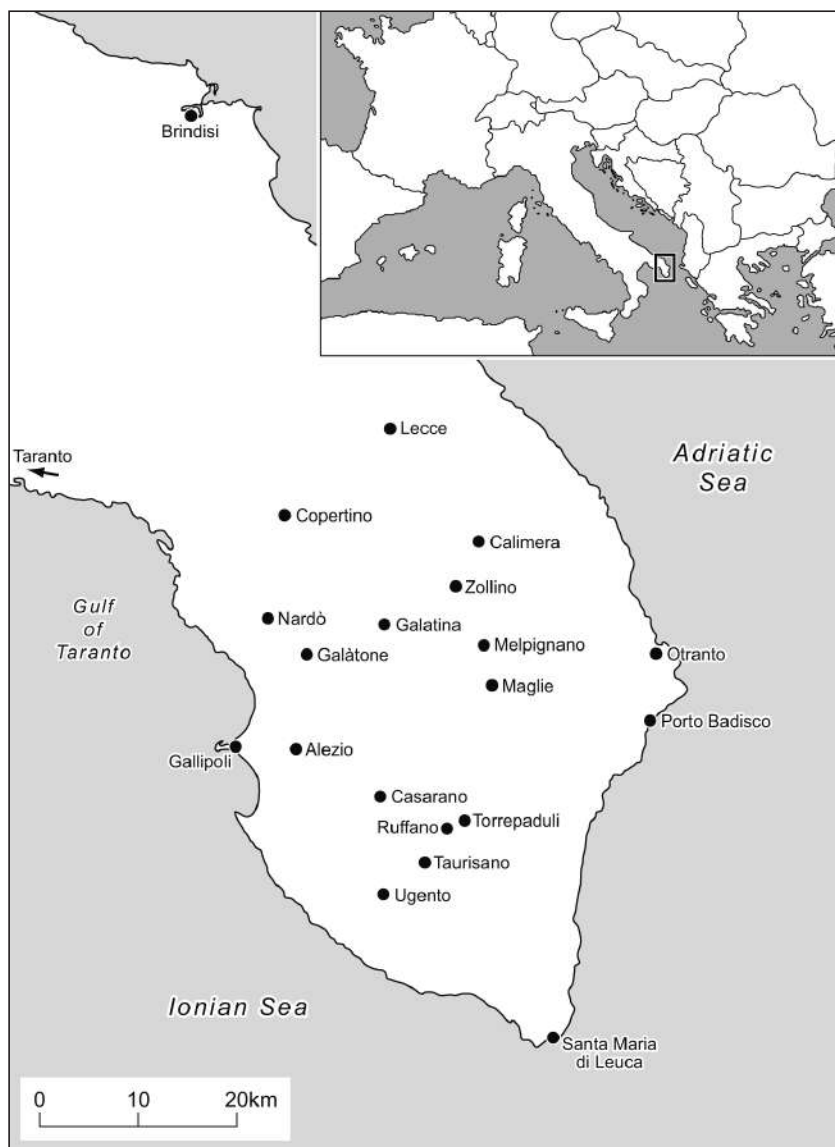 Brindisi
Lecce
Taranto
Adriatic
Sea
Copertino
Calimera
Zollino
Gulf
of
Taranto
Nardò
Galatina
Melpignano
Otranto
Galàtone
Maglie
Porto Badisco
Gallipoli
Alezio
Casarano
Torrepaduli
Ruffano
Taurisano
Ugento
Ionian Sea
Santa Maria
di Leuca
0 10 20km